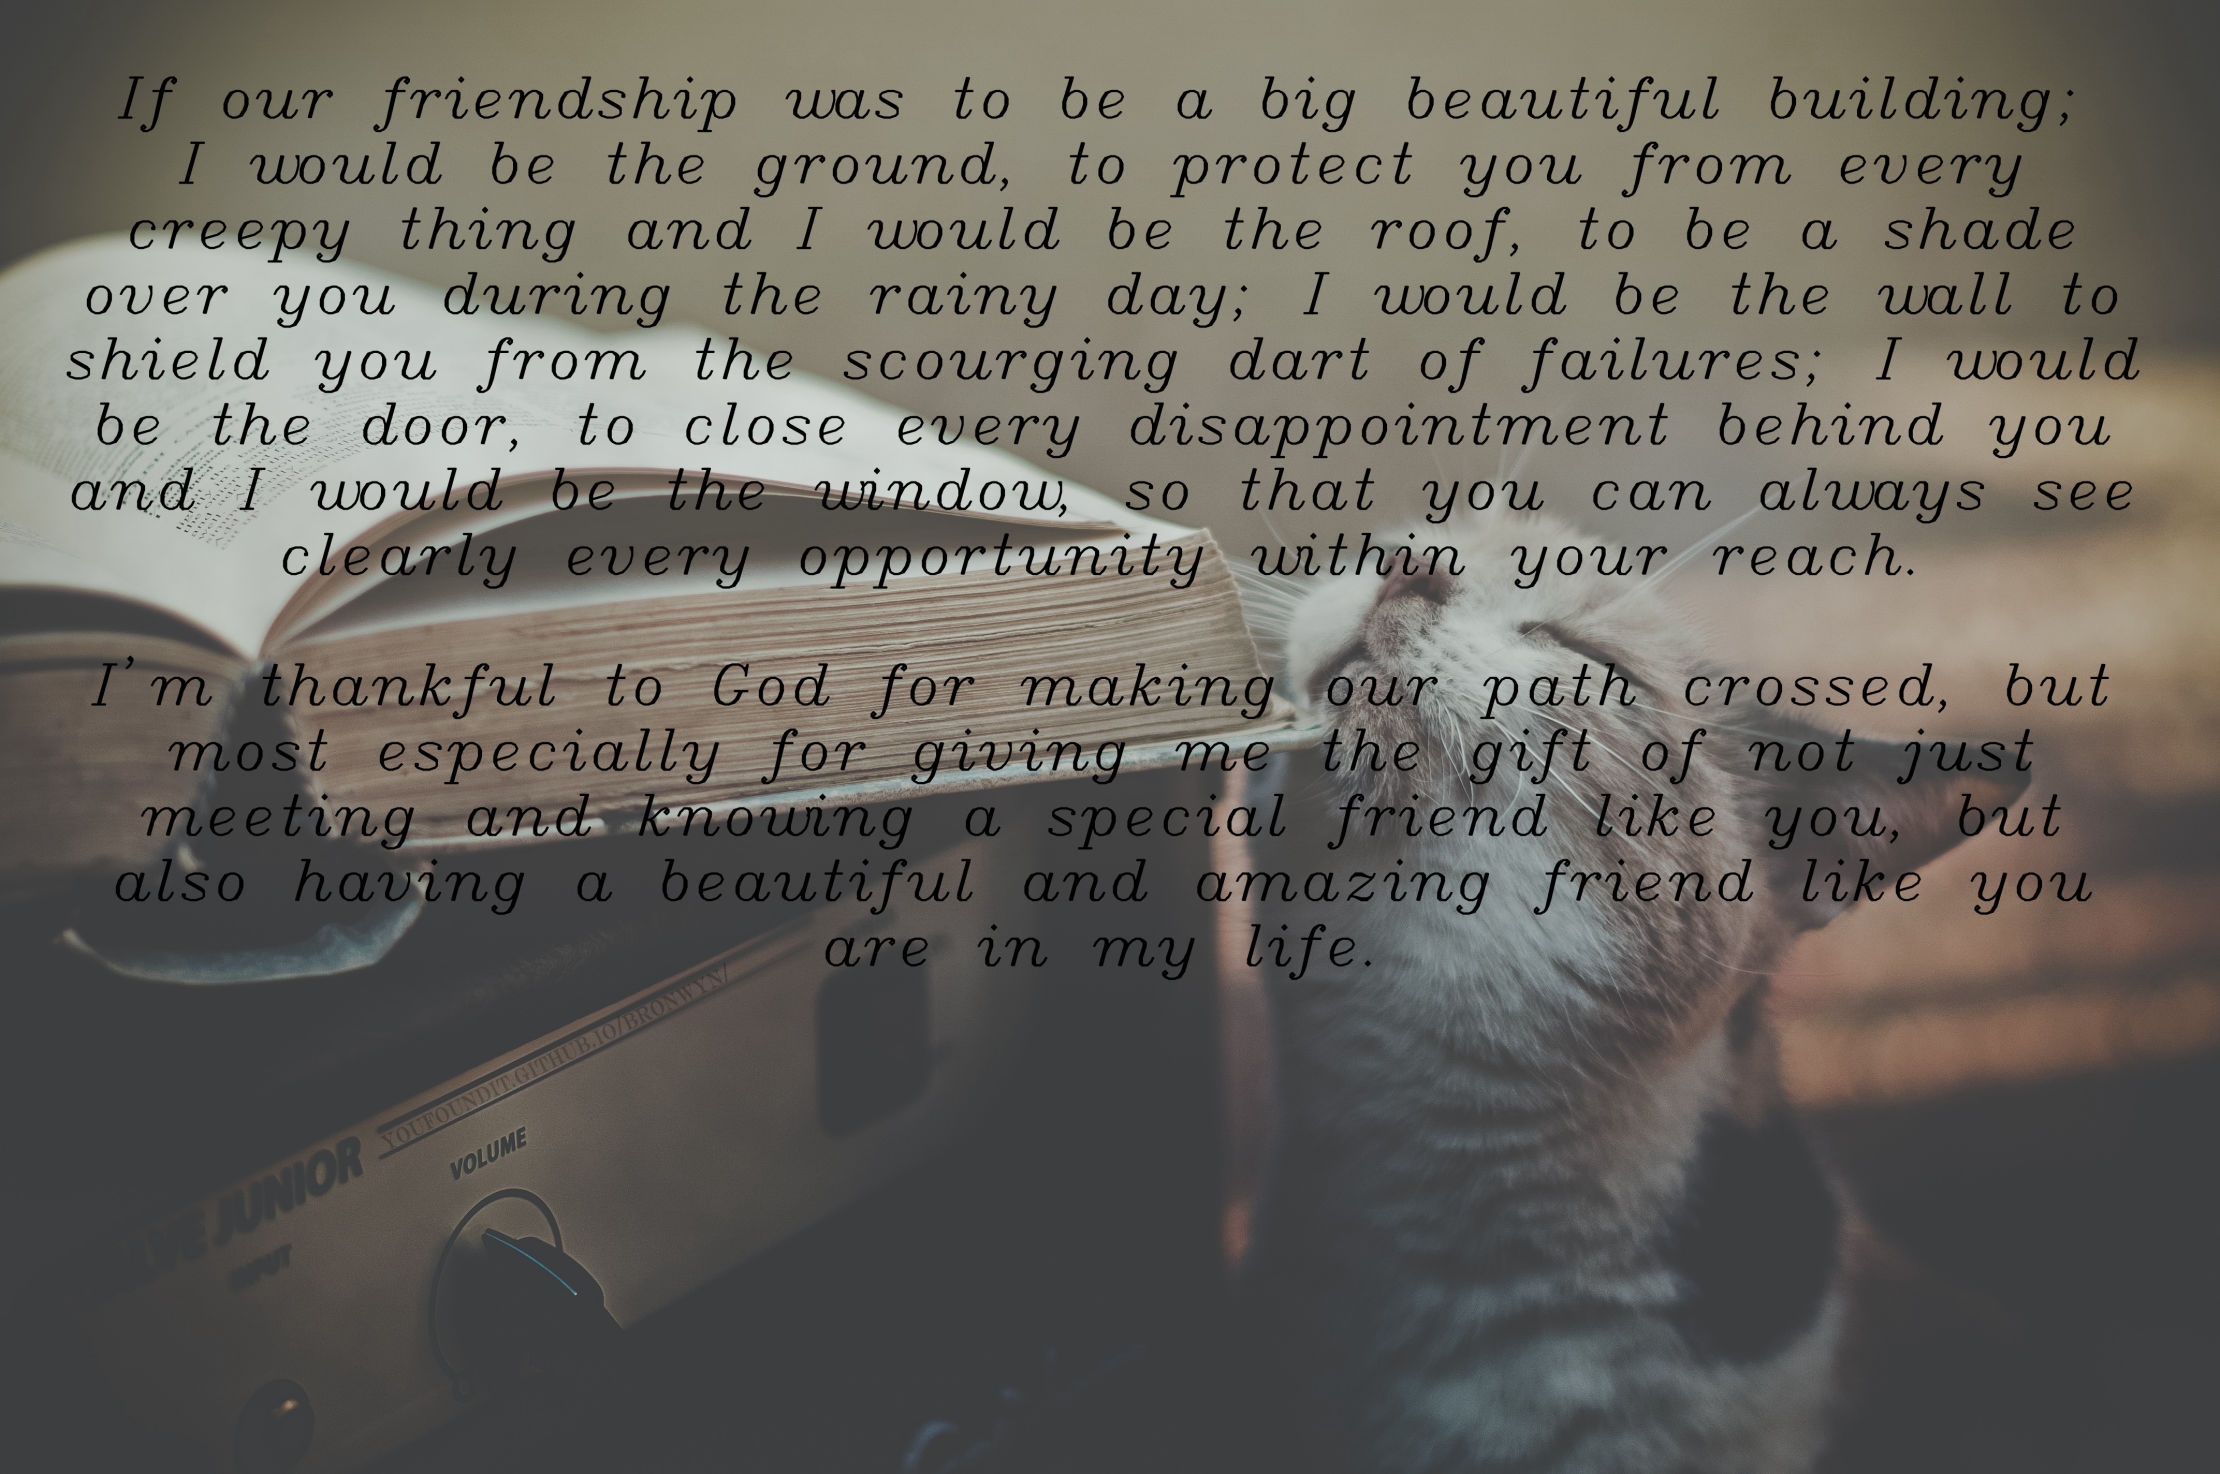 If our friendship was to be a big beautiful building;
I would be the ground, to protect you from every
creepy thing and I would be the roof, to be a shade
over you during the rainy day; I would be the wall to
shield you from the scourging dart of failures; I would
be the door, to close every disappointment behind you
and I would be the window, so that you can always see
clearly every opportunity within your reach.
I'm thankful to God for making our path crossed, but
most especially for giving me the gift of not just
meeting and knowing a special friend like you, but
also having a beautiful and amazing friend like you
are in my life.
YOUFOUNDIT.GITHUB.IO/BRONWYN/
VOLUME
JUNIOR
INPUT